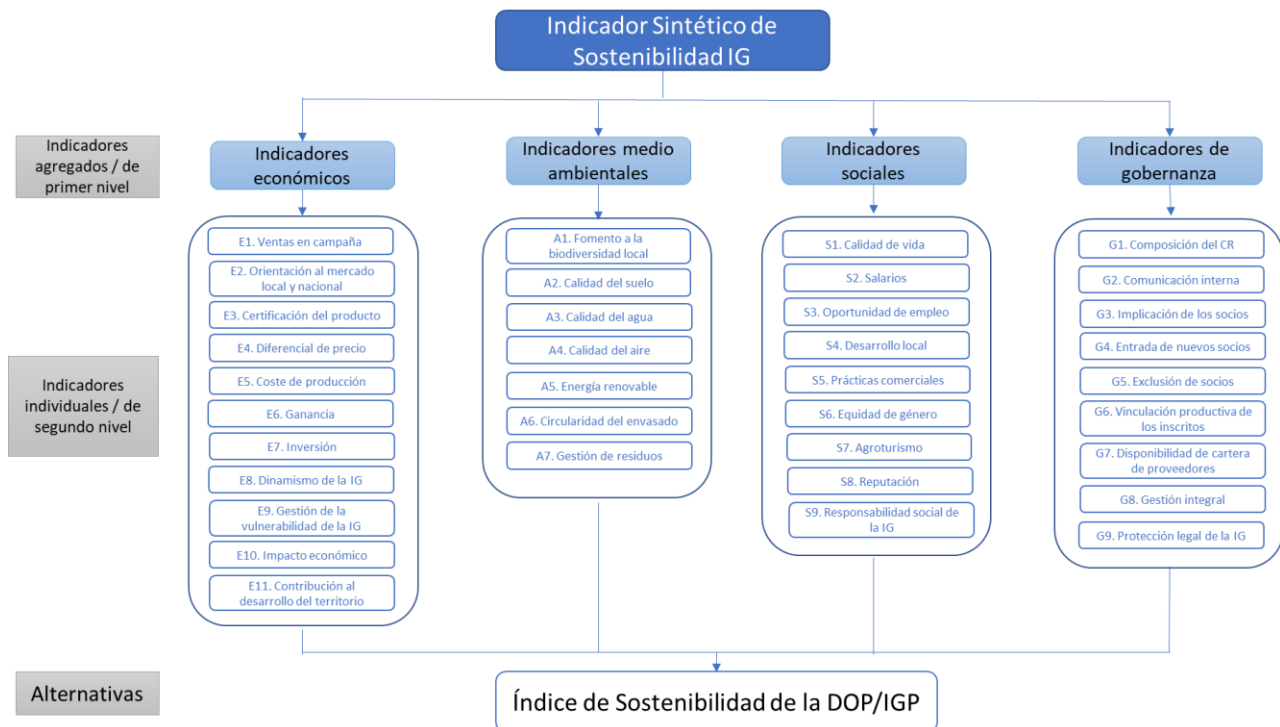 Indicador Sintético de
Sostenibilidad IG
Indicadores
agregados / de
primer nivel
Indicadores
económicos
Indicadores medio
ambientales
Indicadores
sociales
Indicadores de
gobernanza
Indicadores
individuales / de
segundo nivel
E1. Ventas en campaña
E2. Orientación al mercado
local y nacional
E3. Certificación del producto
E4. Diferencial de precio
E5. Coste de producción
E6. Ganancia
E7. Inversión
E8. Dinamismo de la IG
E9. Gestión de la
vulnerabilidad de la IG
E10. Impacto económico
E11. Contribución al
desarrollo del territorio
A1. Fomento a la
biodiversidad local
A2. Calidad del suelo
A3. Calidad del agua
A4. Calidad del aire
A5. Energía renovable
A6. Circularidad del envasado
A7. Gestión de residuos
S1. Calidad de vida
S2. Salarios
S3. Oportunidad de empleo
S4. Desarrollo local
S5. Prácticas comerciales
S6. Equidad de género
S7. Agroturismo
S8. Reputación
S9. Responsabilidad social de
la IG
G1. Composición del CR
G2. Comunicación interna
G3. Implicación de los socios
G4. Entrada de nuevos socios
G5. Exclusión de socios
G6. Vinculación productiva de
los inscritos
G7. Disponibilidad de cartera
de proveedores
G8. Gestión integral
G9. Protección legal de la IG
Alternativas
Índice de Sostenibilidad de la DOP/IGP